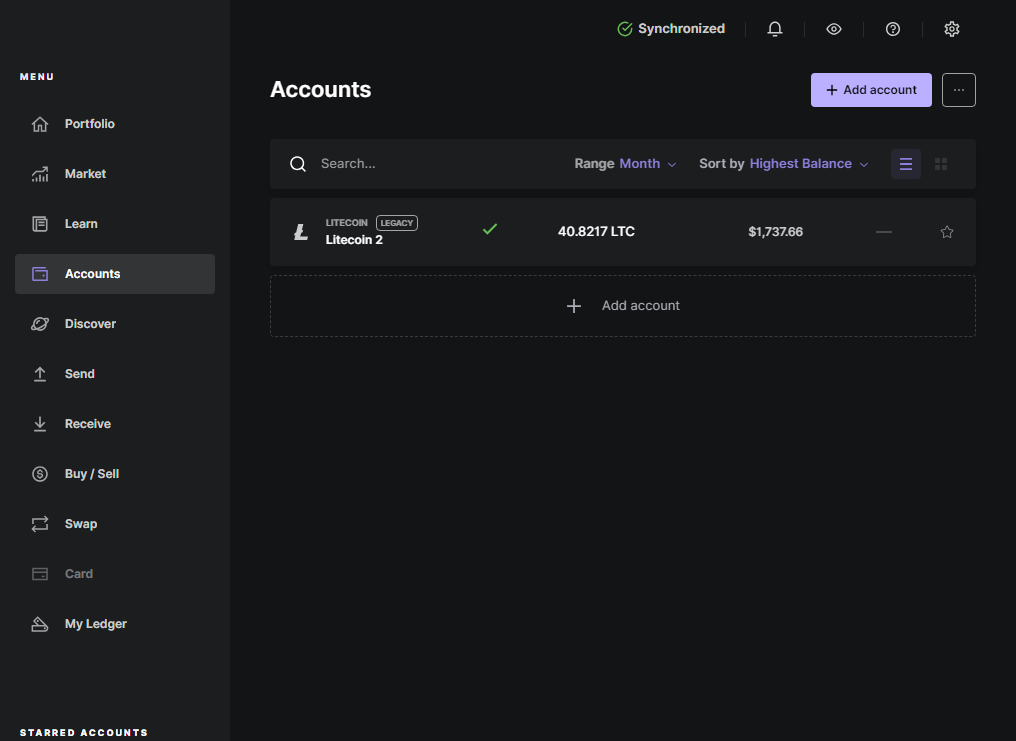 Synchronized
MENU
Portfolio
Market
Learn
Accounts
Discover
Send
Receive
Buy / Sell
Swap
Card
My Ledger
STARRED ACCOUNTS
Accounts
+ Add account
...
Search...
Range Month
Sort by Highest Balance
LITECOIN LEGACY
Litecoin 2
40.8217 LTC
$1,737.66
—
+ Add account